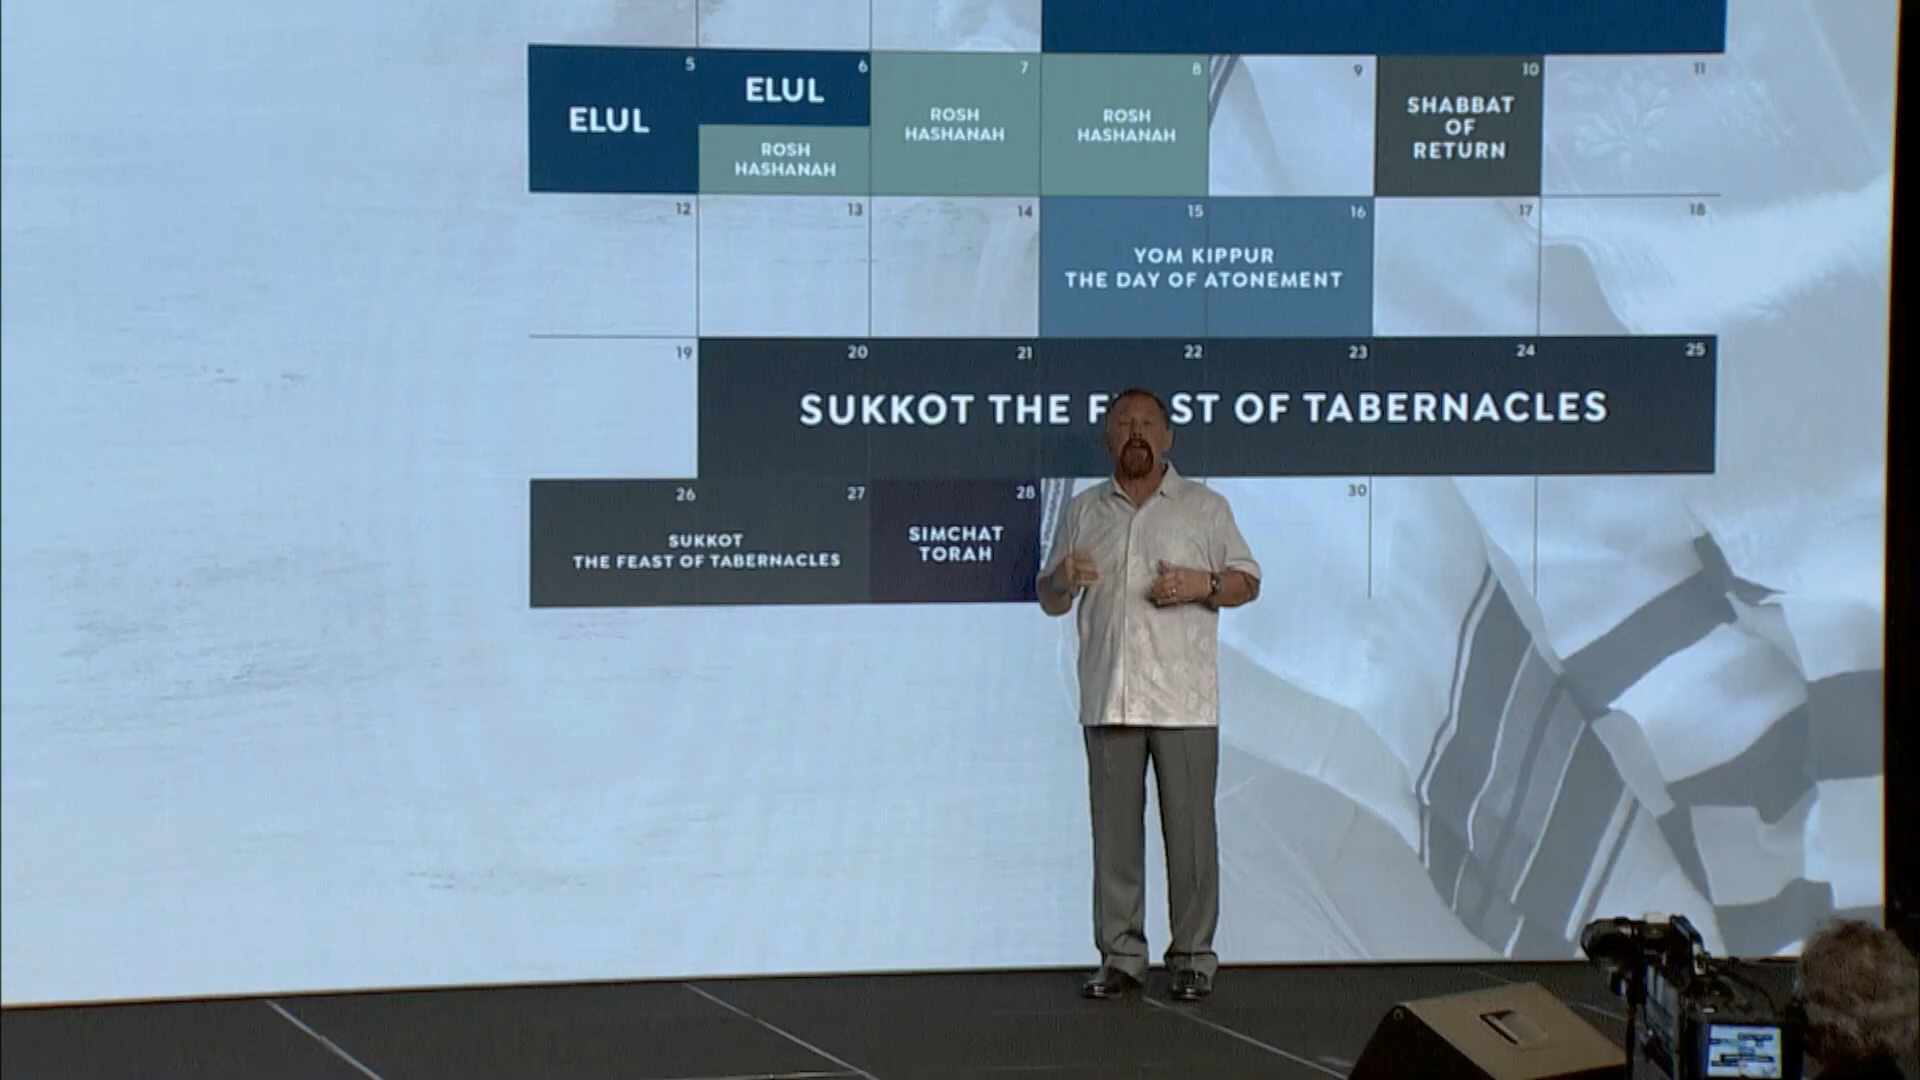 5
ELUL
6
ELUL
ROSH
HASHANAH
7
ROSH
HASHANAH
8
ROSH
HASHANAH
9
10
SHABBAT
OF
RETURN
11
12
13
14
15
16
YOM KIPPUR
THE DAY OF ATONEMENT
17
18
19
20
21
22
23
24
25
SUKKOT THE F ST OF TABERNACLES
26
27
SUKKOT
THE FEAST OF TABERNACLES
28
SIMCHAT
TORAH
30